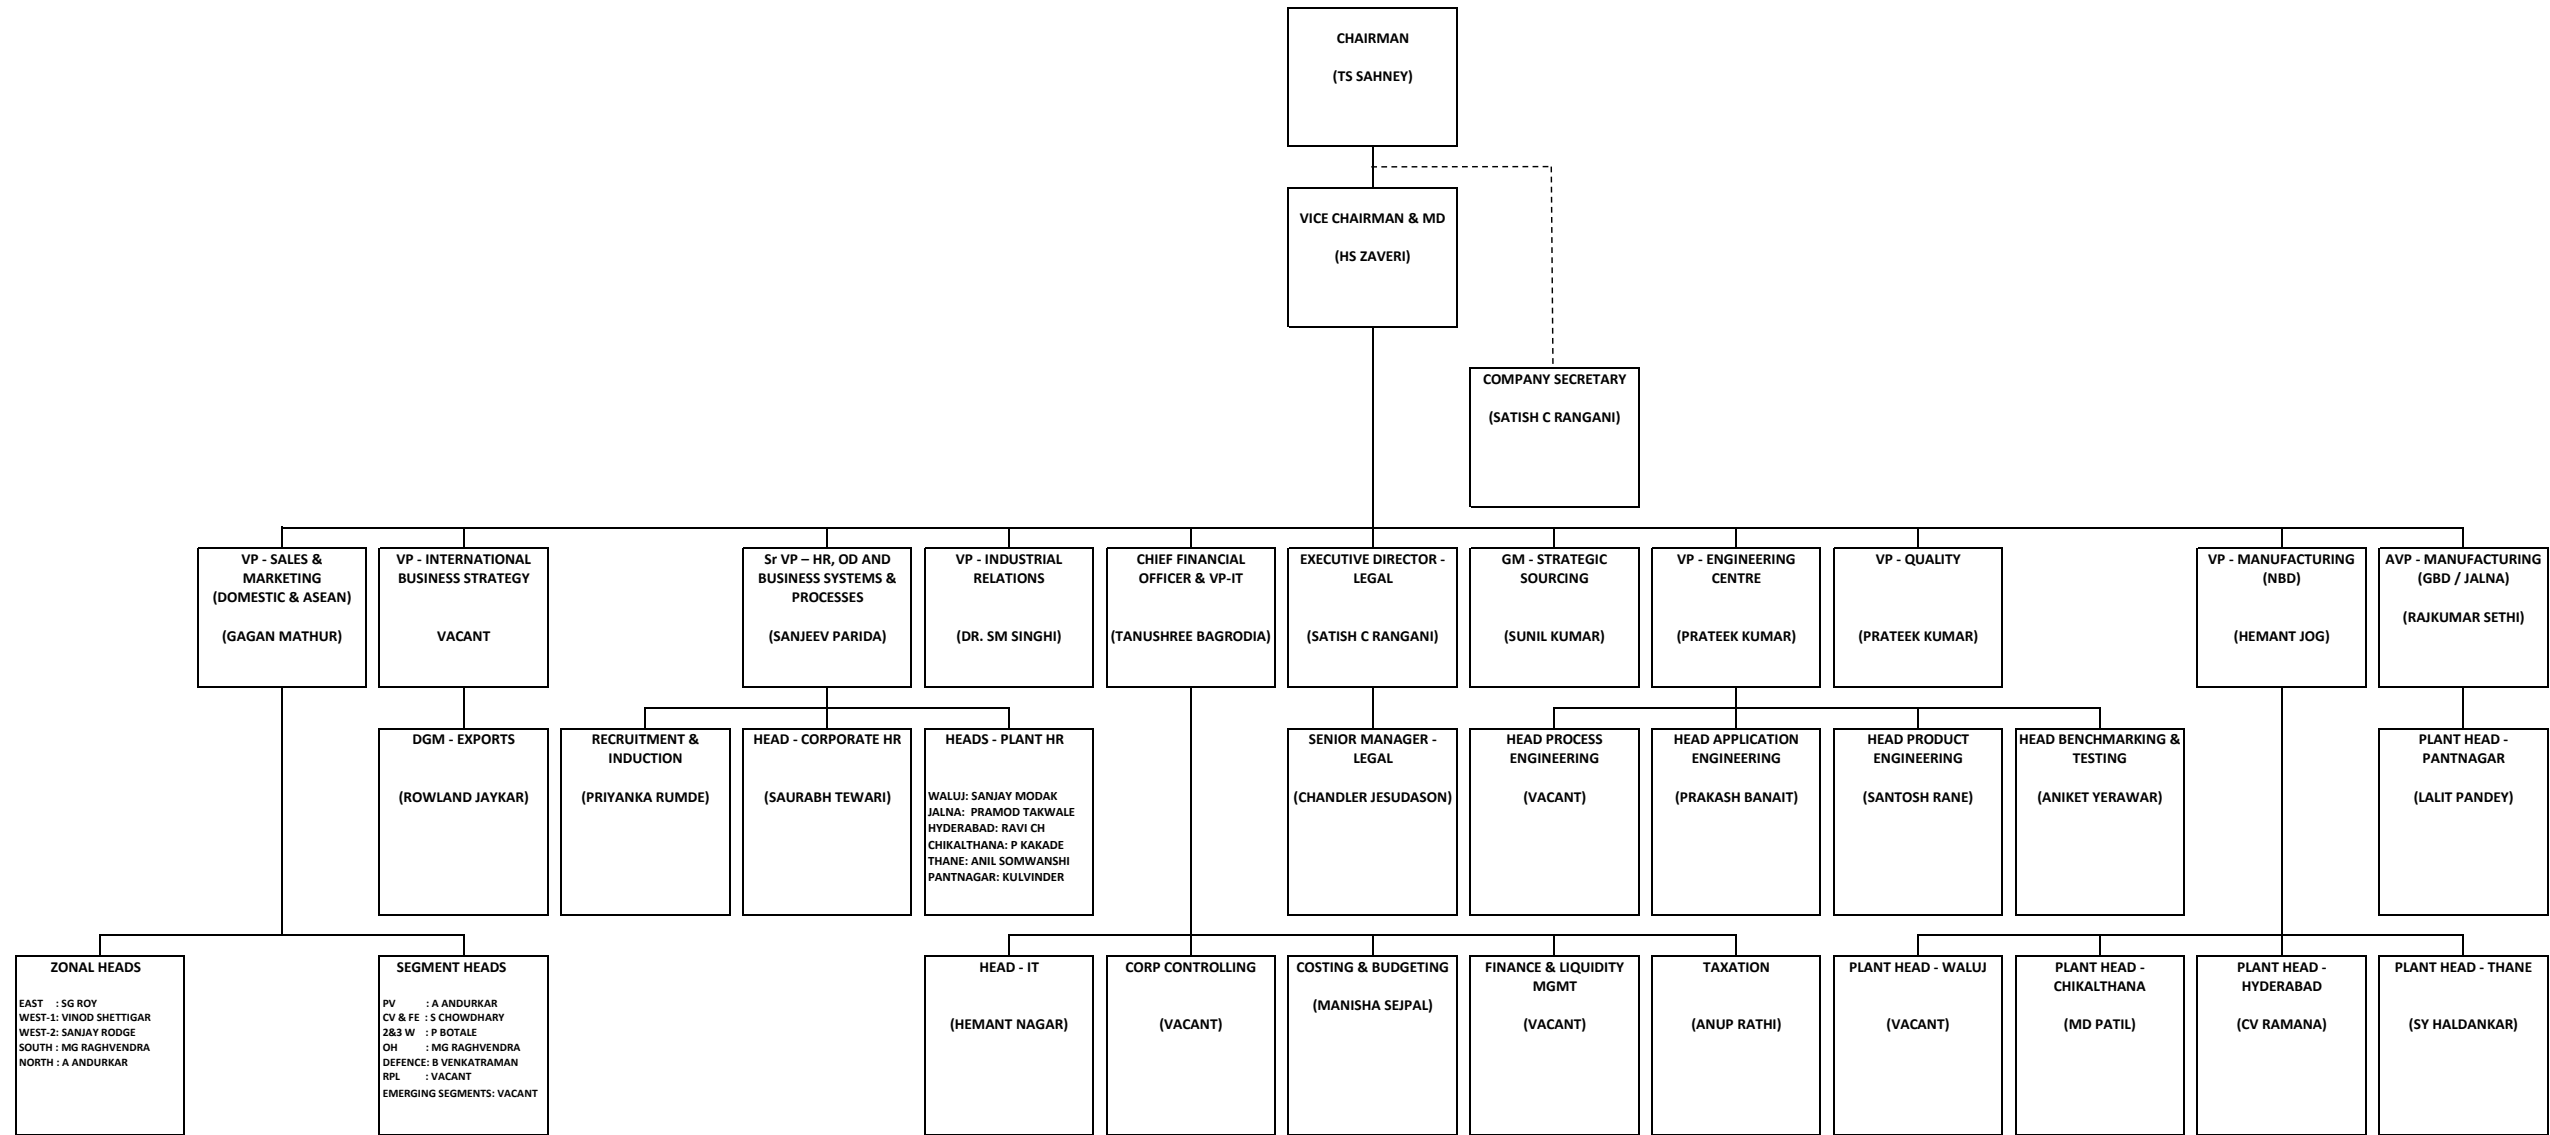 CHAIRMAN
(TS SAHNEY)
VICE CHAIRMAN & MD
(HS ZAVERI)
COMPANY SECRETARY
(SATISH C RANGANI)
VP - SALES &
MARKETING
(DOMESTIC & ASEAN)
(GAGAN MATHUR)
VP - INTERNATIONAL
BUSINESS STRATEGY
VACANT
Sr VP – HR, OD AND
BUSINESS SYSTEMS &
PROCESSES
(SANJEEV PARIDA)
VP - INDUSTRIAL
RELATIONS
(DR. SM SINGHI)
CHIEF FINANCIAL
OFFICER & VP-IT
(TANUSHREE BAGRODIA)
EXECUTIVE DIRECTOR -
LEGAL
(SATISH C RANGANI)
GM - STRATEGIC
SOURCING
(SUNIL KUMAR)
VP - ENGINEERING
CENTRE
(PRATEEK KUMAR)
VP - QUALITY
(PRATEEK KUMAR)
VP - MANUFACTURING
(NBD)
(HEMANT JOG)
AVP - MANUFACTURING
(GBD / JALNA)
(RAJKUMAR SETHI)
DGM - EXPORTS
(ROWLAND JAYKAR)
RECRUITMENT &
INDUCTION
(PRIYANKA RUMDE)
HEAD - CORPORATE HR
(SAURABH TEWARI)
HEADS - PLANT HR
WALUJ: SANJAY MODAK
JALNA: PRAMOD TAKWALE
HYDERABAD: RAVI CH
CHIKALTHANA: P KAKADE
THANE: ANIL SOMWANSHI
PANTNAGAR: KULVINDER
SENIOR MANAGER -
LEGAL
(CHANDLER JESUDASON)
HEAD PROCESS
ENGINEERING
(VACANT)
HEAD APPLICATION
ENGINEERING
(PRAKASH BANAIT)
HEAD PRODUCT
ENGINEERING
(SANTOSH RANE)
HEAD BENCHMARKING &
TESTING
(ANIKET YERAWAR)
PLANT HEAD -
PANTNAGAR
(LALIT PANDEY)
ZONAL HEADS
EAST : SG ROY
WEST-1: VINOD SHETTIGAR
WEST-2: SANJAY RODGE
SOUTH : MG RAGHVENDRA
NORTH : A ANDURKAR
SEGMENT HEADS
PV : A ANDURKAR
CV & FE : S CHOWDHARY
2&3 W : P BOTALE
OH : MG RAGHVENDRA
DEFENCE: B VENKATRAMAN
RPL : VACANT
EMERGING SEGMENTS: VACANT
HEAD - IT
(HEMANT NAGAR)
CORP CONTROLLING
(VACANT)
COSTING & BUDGETING
(MANISHA SEJPAL)
FINANCE & LIQUIDITY
MGMT
(VACANT)
TAXATION
(ANUP RATHI)
PLANT HEAD - WALUJ
(VACANT)
PLANT HEAD -
CHIKALTHANA
(MD PATIL)
PLANT HEAD -
HYDERABAD
(CV RAMANA)
PLANT HEAD - THANE
(SY HALDANKAR)